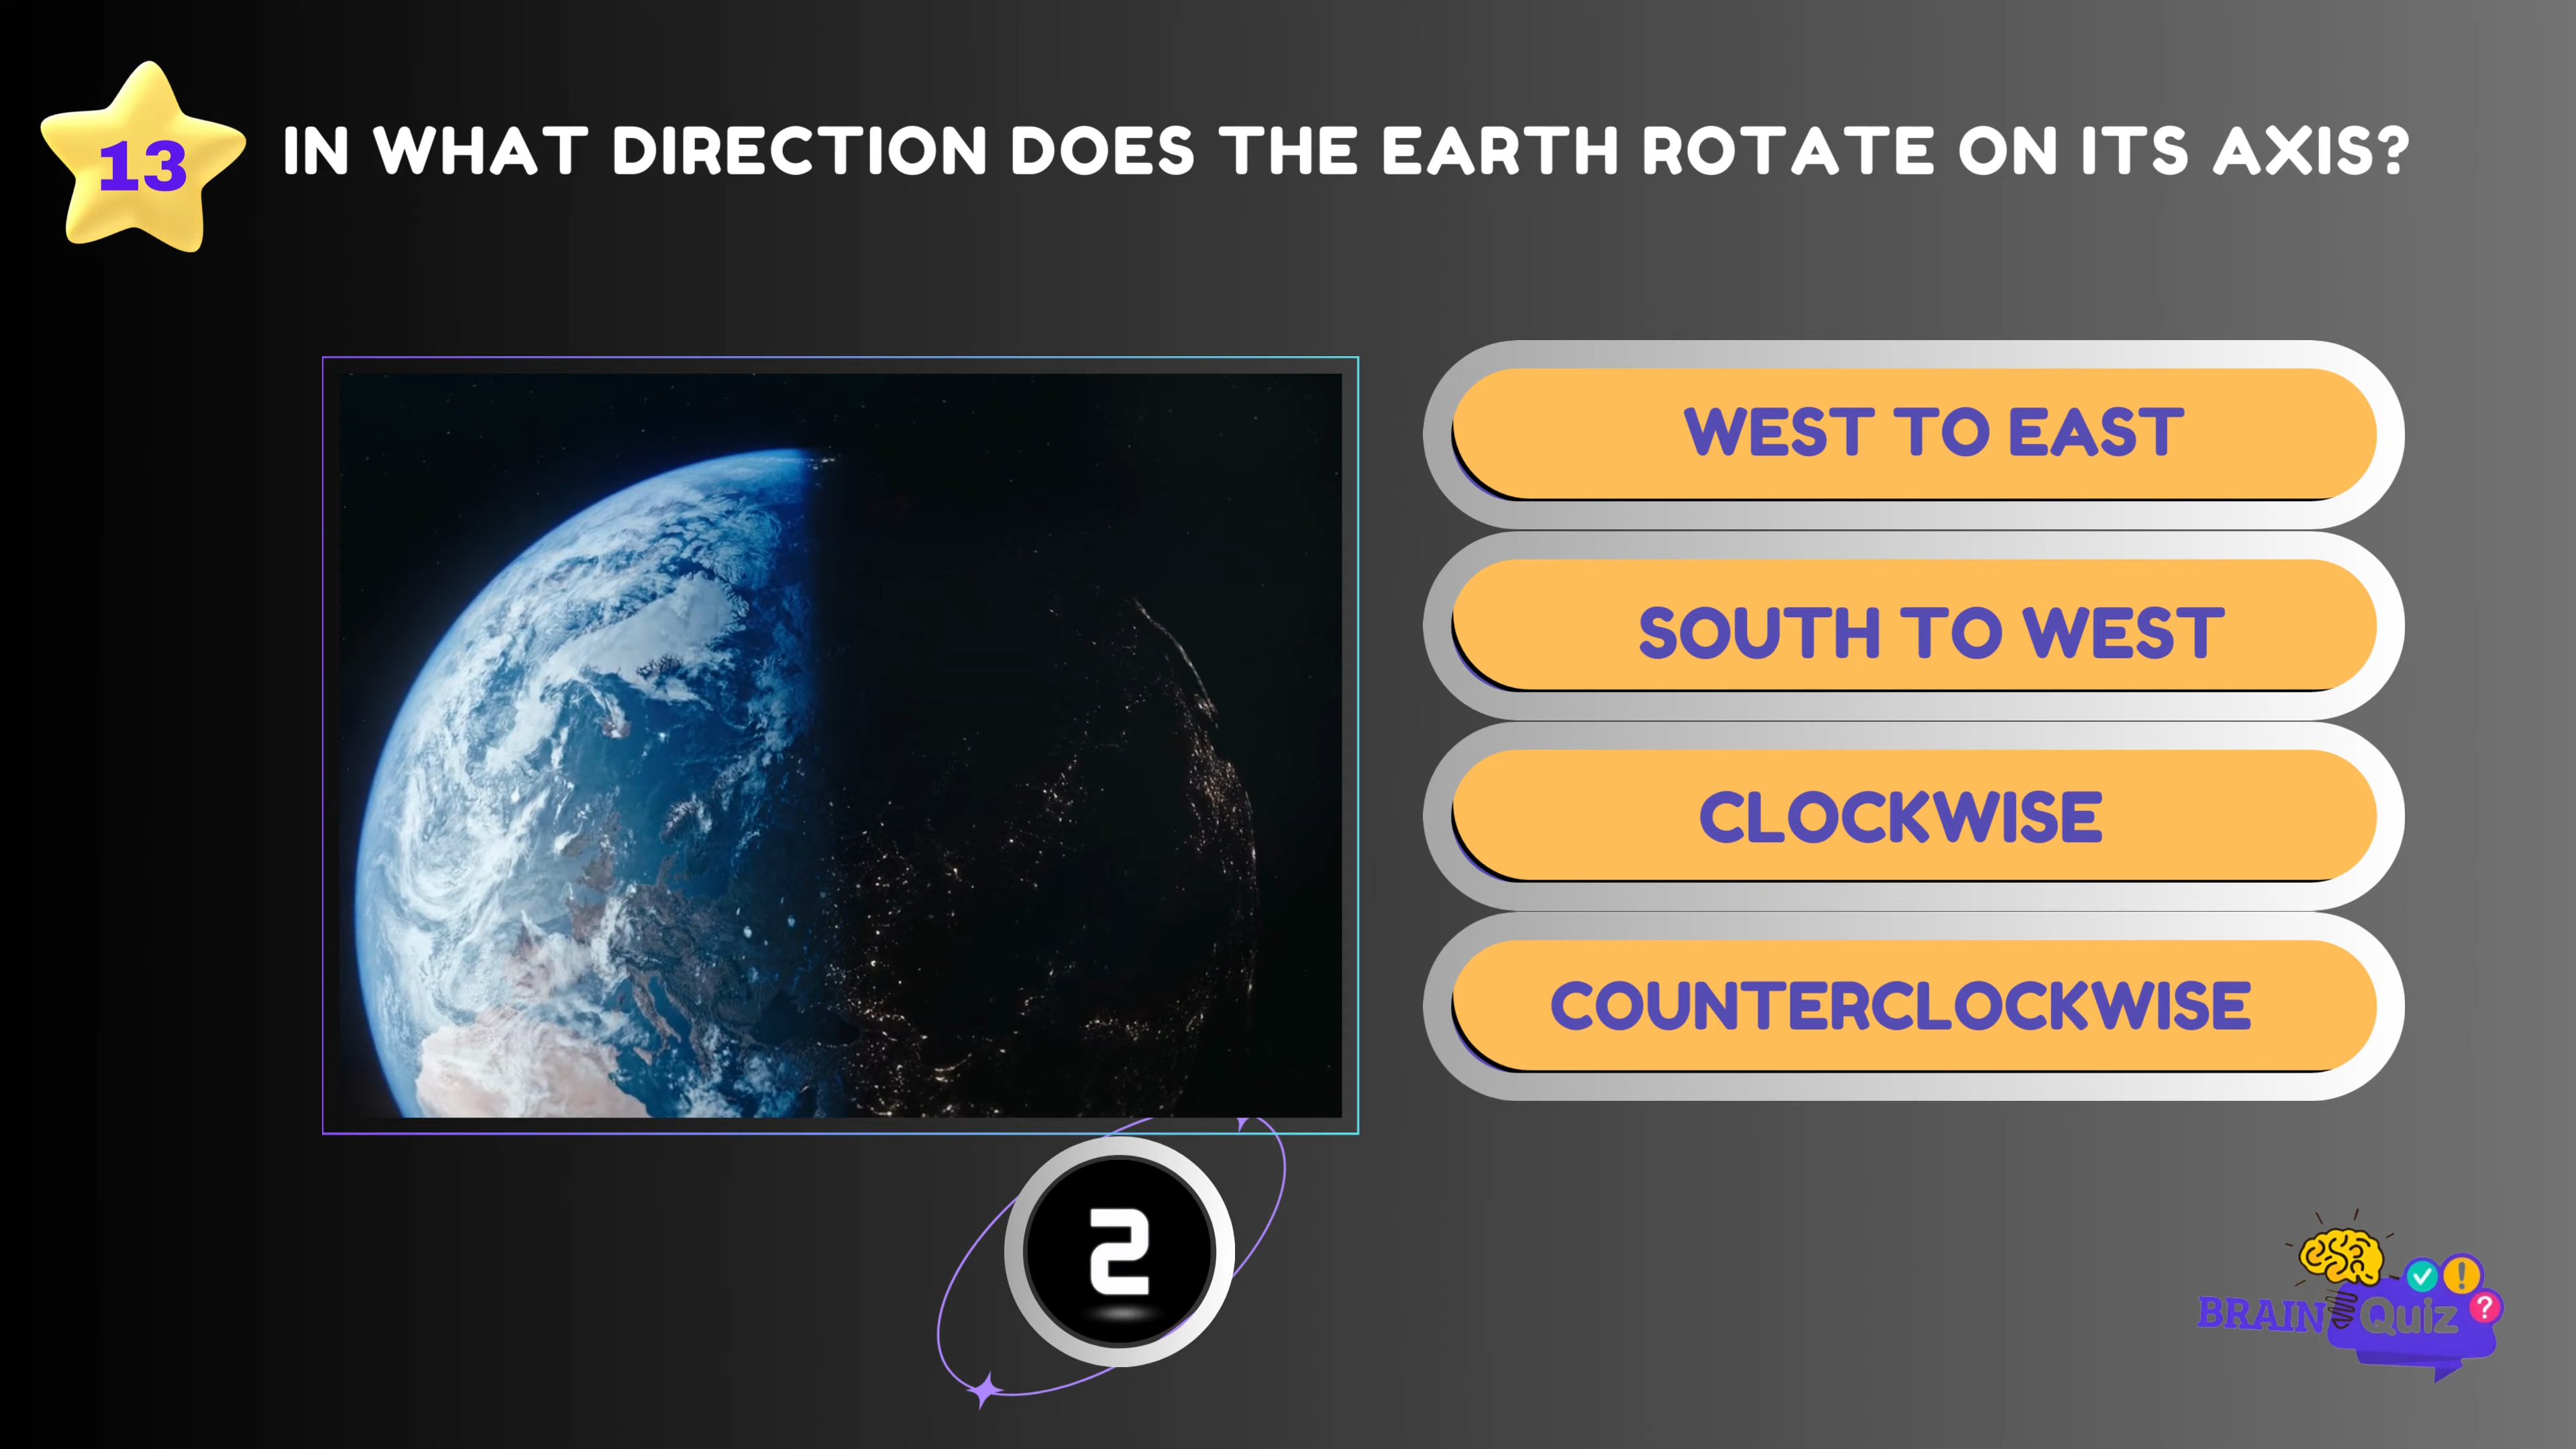 13
IN WHAT DIRECTION DOES THE EARTH ROTATE ON ITS AXIS?
WEST TO EAST
SOUTH TO WEST
CLOCKWISE
COUNTERCLOCKWISE
2
BRAIN Quiz